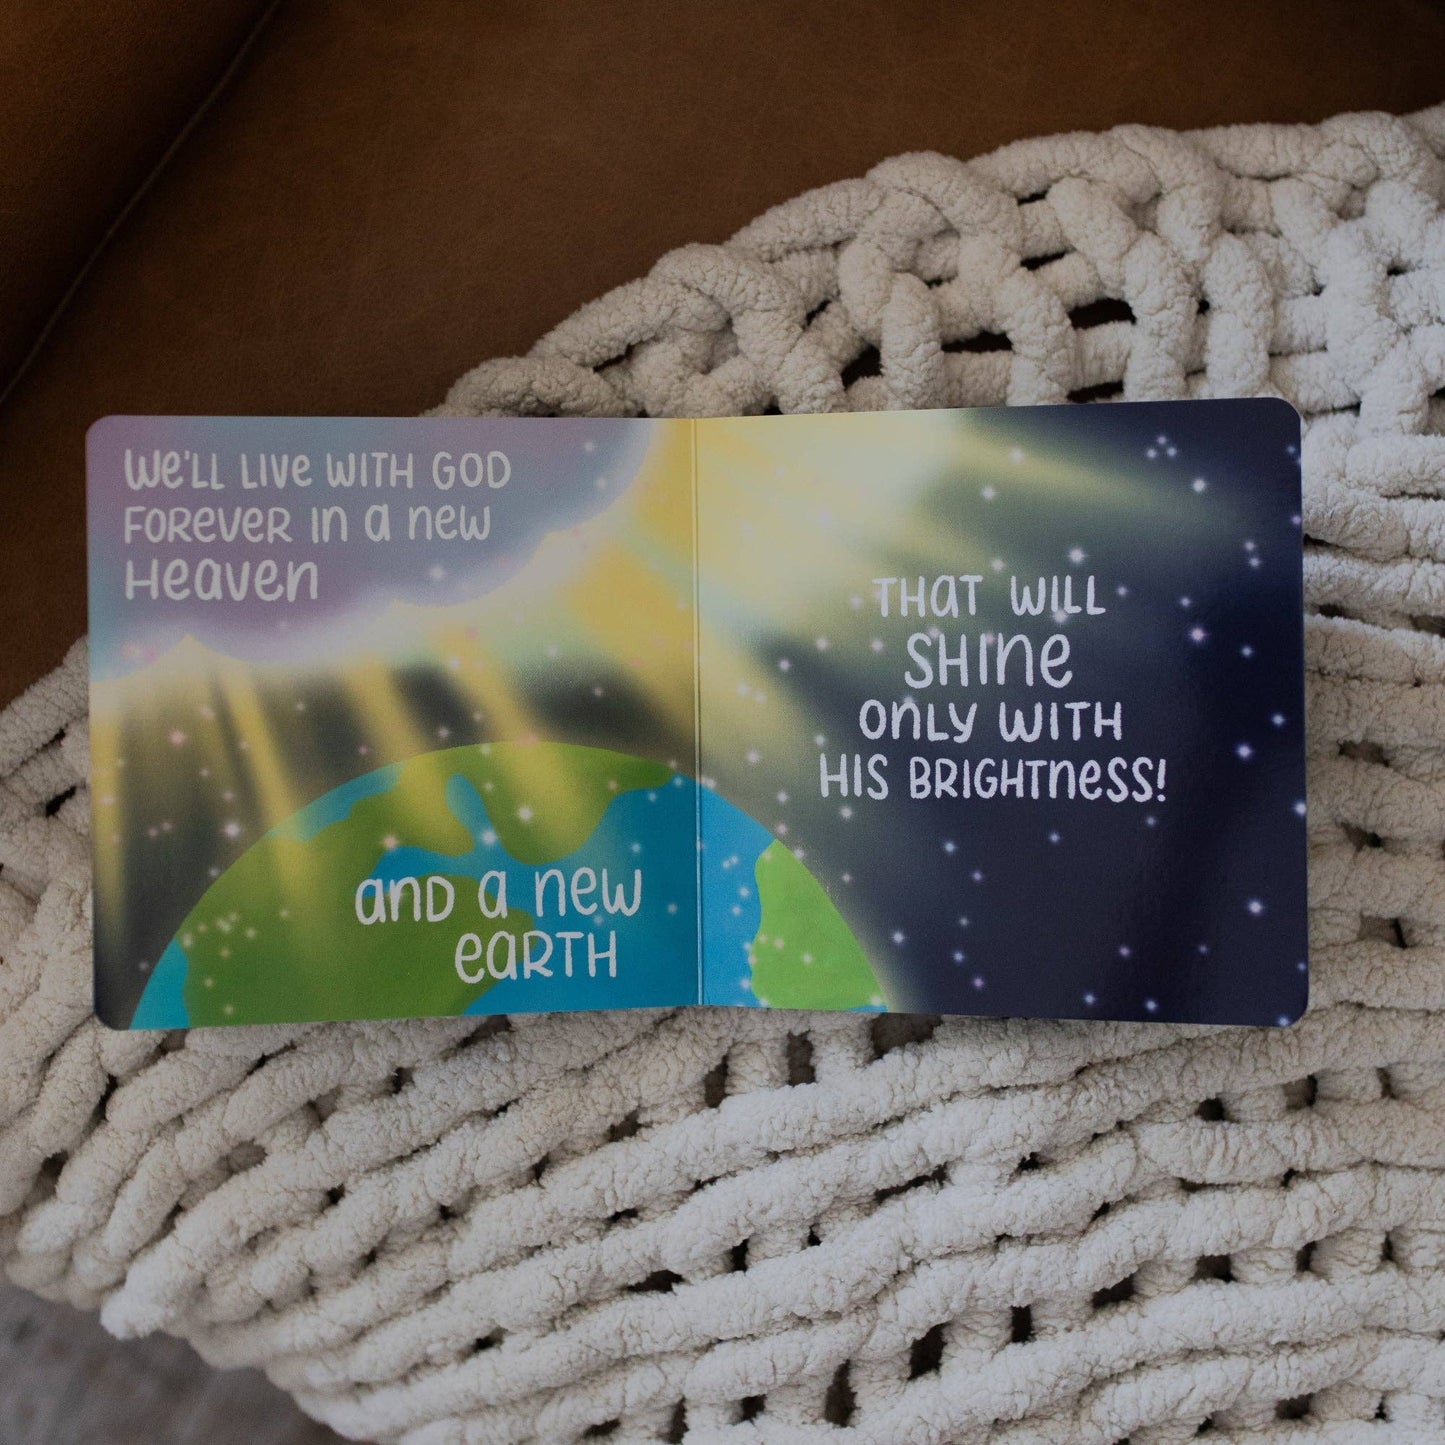 We'll live with God
forever in a new
Heaven
and a new
earth
that will
shine
only with
His brightness!